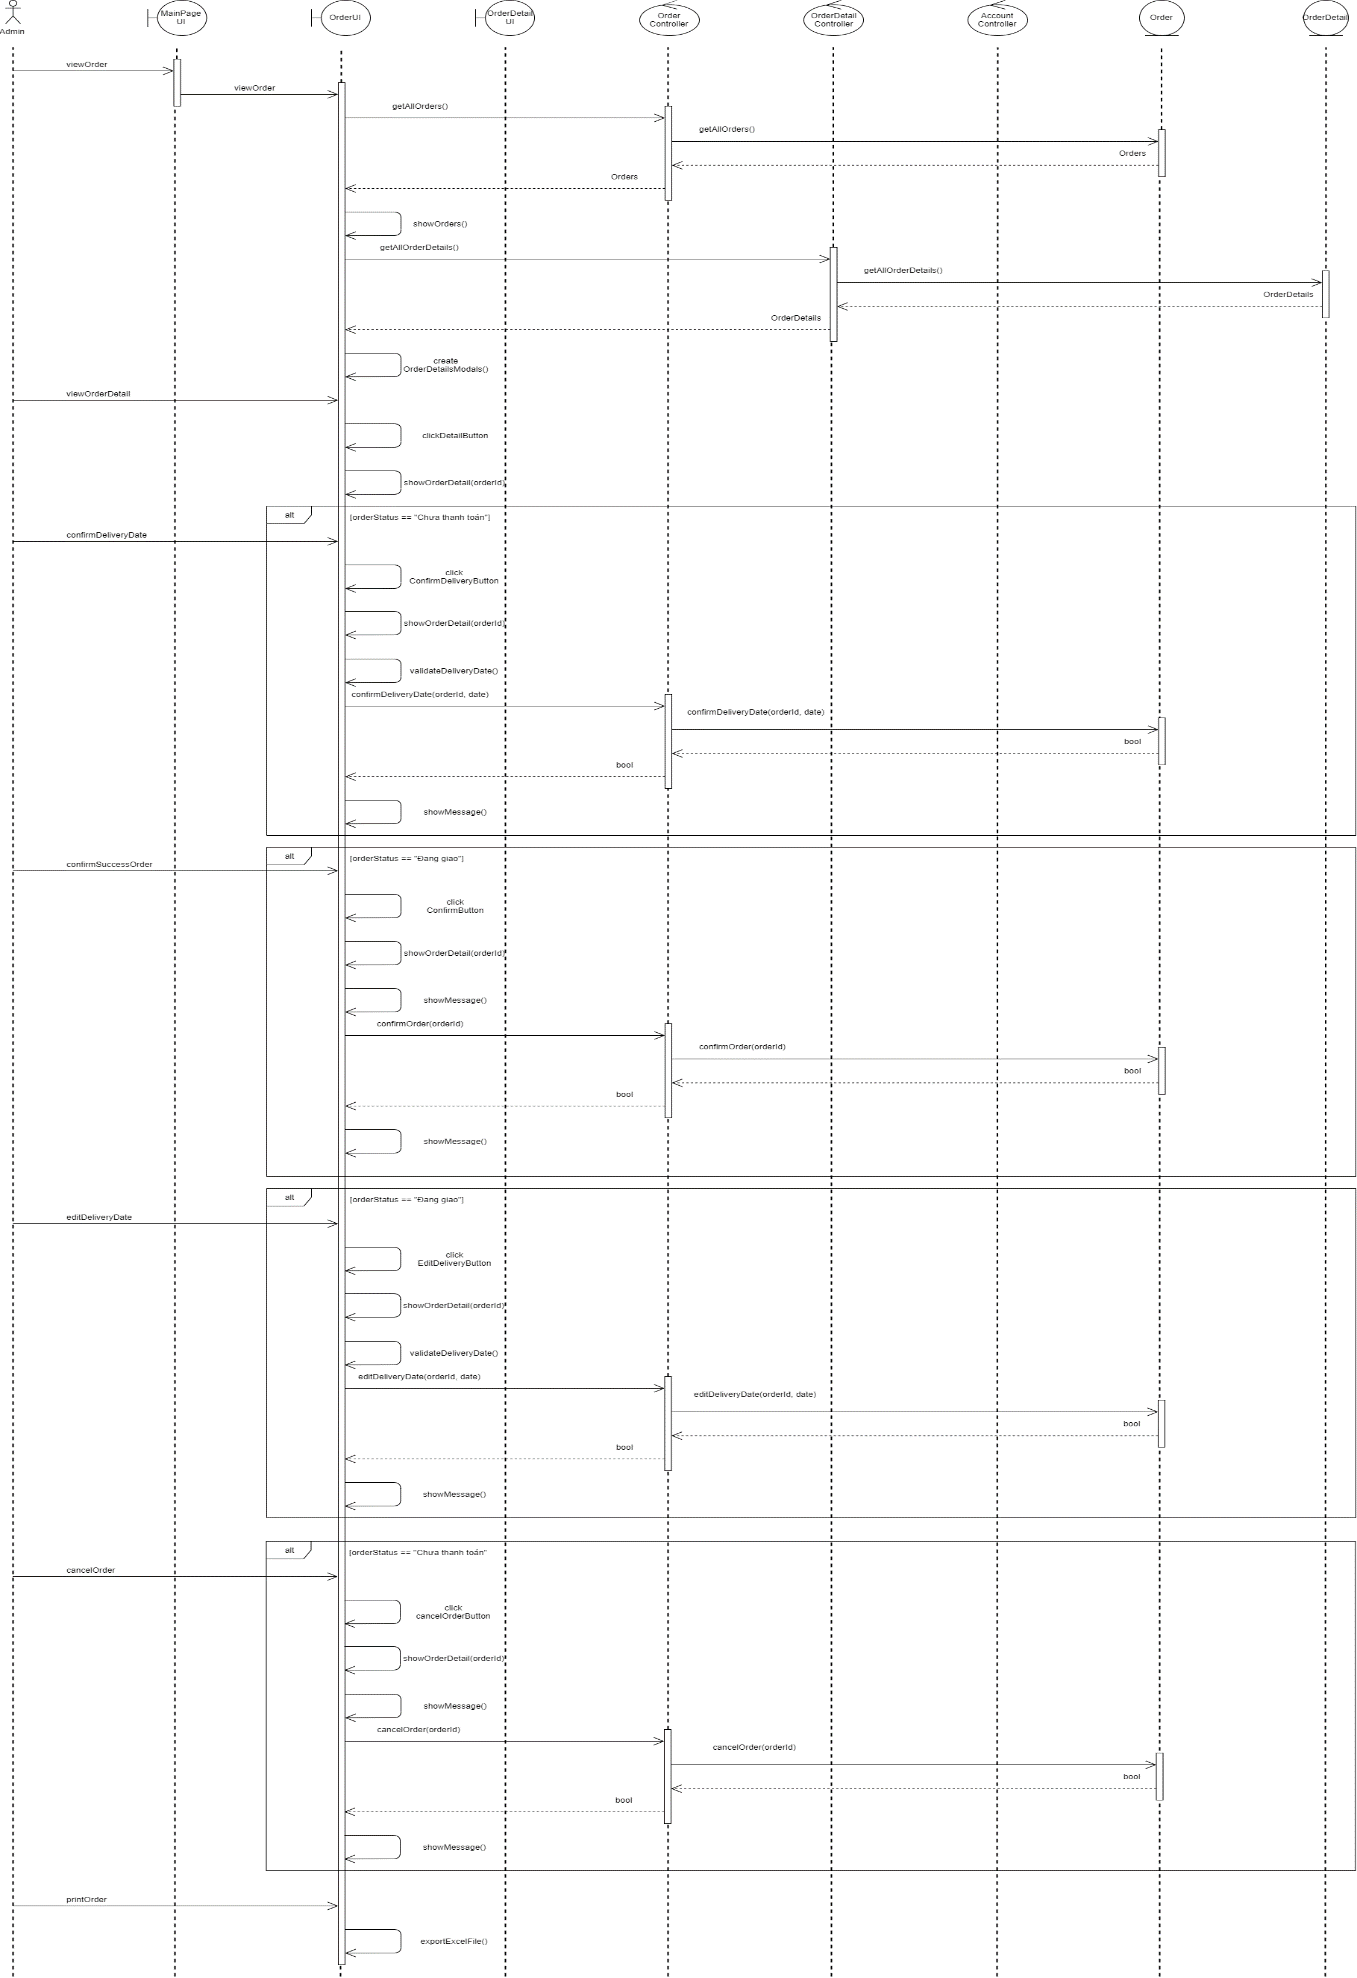 Admin
MainPage
UI
OrderUI
OrderDetail
UI
Order
Controller
OrderDetail
Controller
Account
Controller
Order
OrderDetail
viewOrder
viewOrder
getAllOrders()
getAllOrders()
Orders
Orders
showOrders()
getAllOrderDetails()
getAllOrderDetails()
OrderDetails
OrderDetails
create
OrderDetailsModals()
viewOrderDetail
clickDetailButton
showOrderDetail(orderId)
alt
[orderStatus == "Chưa thanh toán"]
confirmDeliveryDate
click
ConfirmDeliveryButton
showOrderDetail(orderId)
validateDeliveryDate()
confirmDeliveryDate(orderId, date)
confirmDeliveryDate(orderId, date)
bool
bool
showMessage()
alt
[orderStatus == "Đang giao"]
confirmSuccessOrder
click
ConfirmButton
showOrderDetail(orderId)
showMessage()
confirmOrder(orderId)
confirmOrder(orderId)
bool
bool
showMessage()
alt
[orderStatus == "Đang giao"]
editDeliveryDate
click
EditDeliveryButton
showOrderDetail(orderId)
validateDeliveryDate()
editDeliveryDate(orderId, date)
editDeliveryDate(orderId, date)
bool
bool
showMessage()
alt
[orderStatus == "Chưa thanh toán"
cancelOrder
click
cancelOrderButton
showOrderDetail(orderId)
showMessage()
cancelOrder(orderId)
cancelOrder(orderId)
bool
bool
showMessage()
printOrder
exportExcelFile()